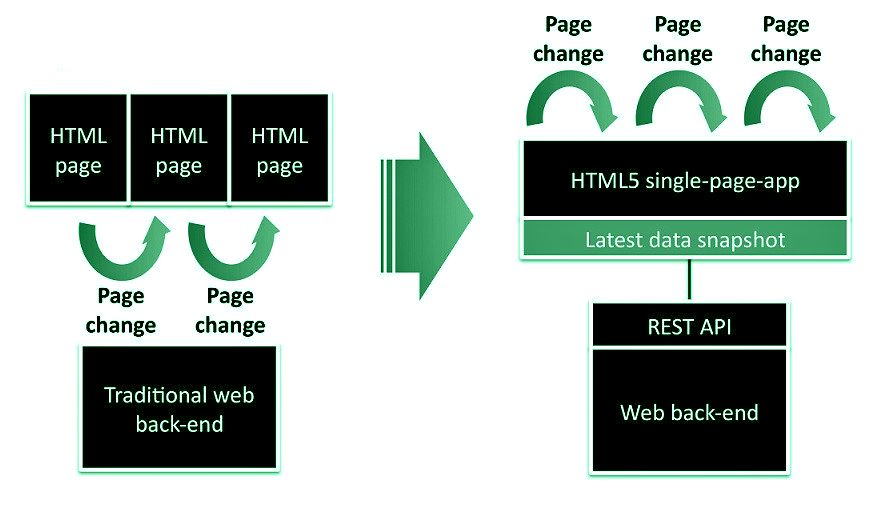 HTML
page
HTML
page
HTML
page
Page
change
Page
change
Traditional web
back-end
Page
change
Page
change
Page
change
HTML5 single-page-app
Latest data snapshot
REST API
Web back-end